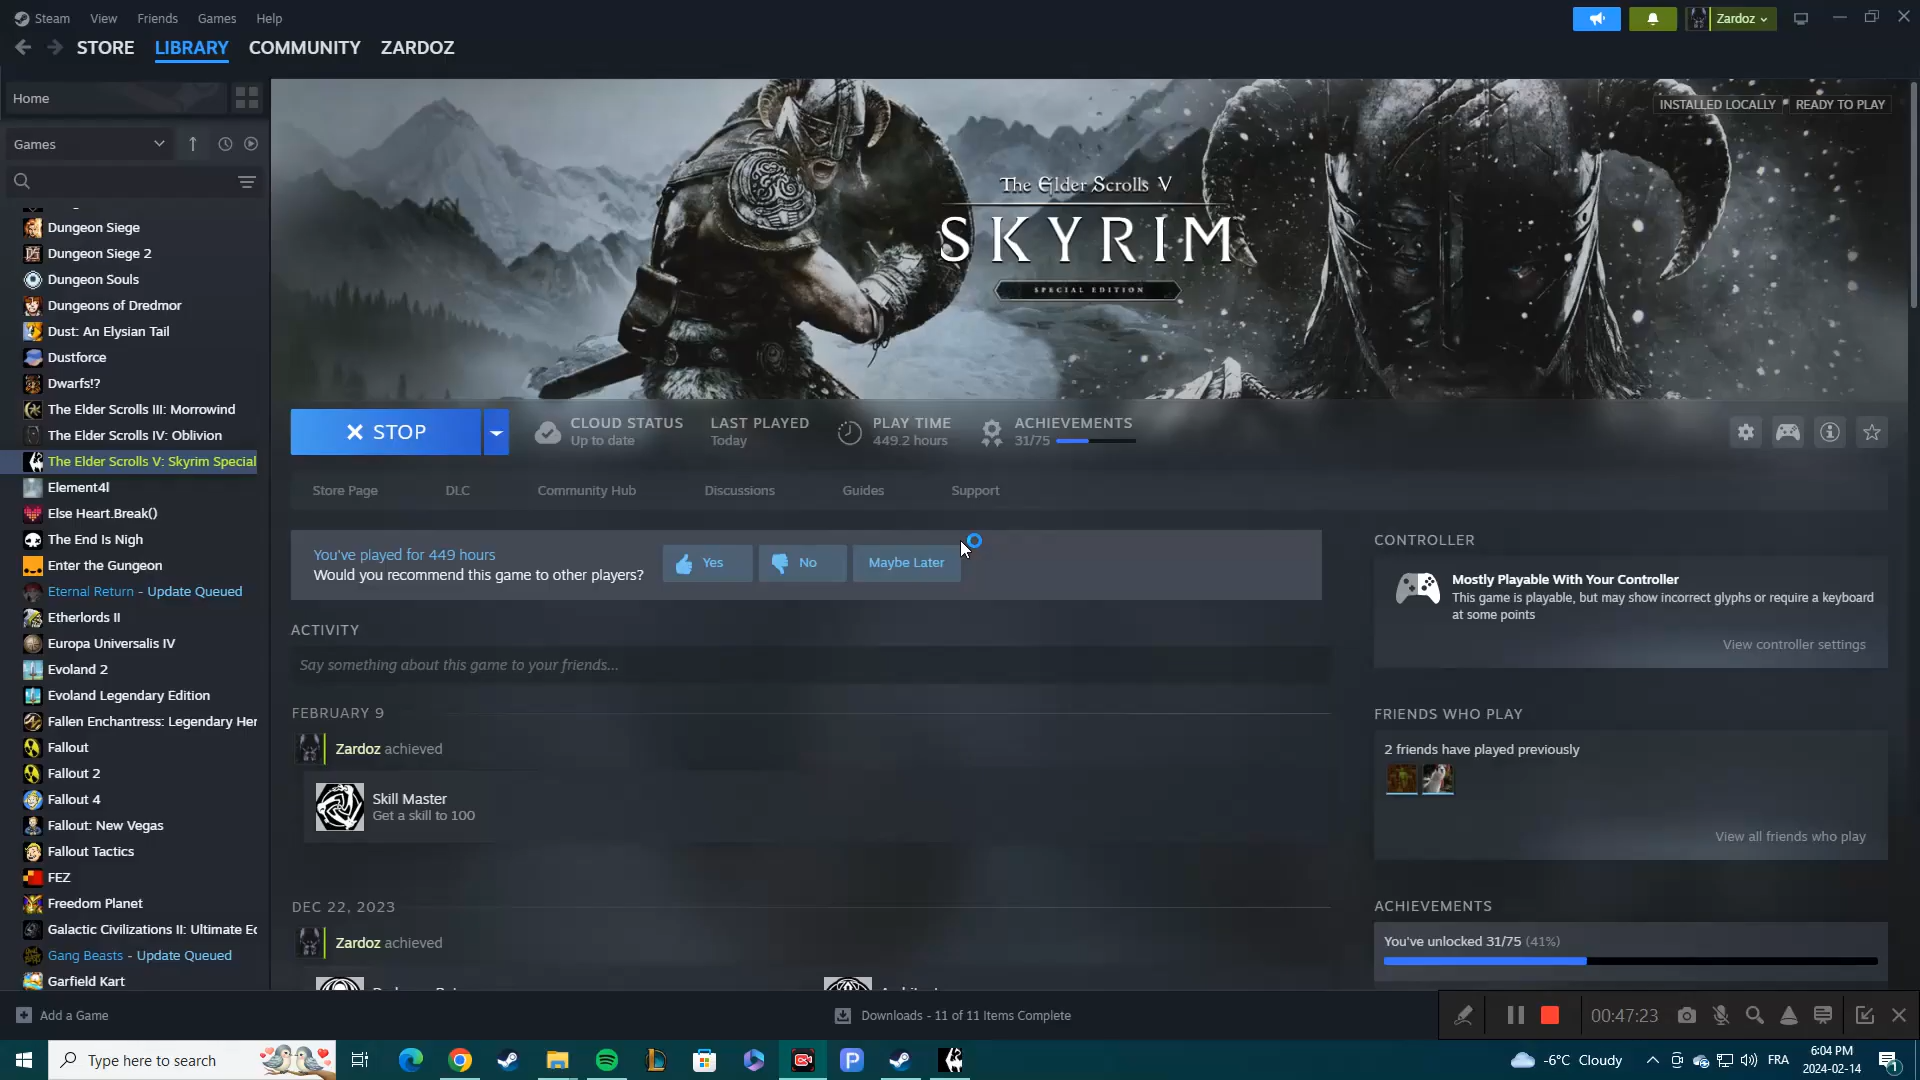 Steam View Friends Games Help
Zardoz
STORE LIBRARY COMMUNITY ZARDOZ
Home
Games
Dungeon Siege
Dungeon Siege 2
Dungeon Souls
Dungeons of Dredmor
Dust: An Elysian Tail
Dustforce
Dwarfs!?
The Elder Scrolls III: Morrowind
The Elder Scrolls IV: Oblivion
The Elder Scrolls V: Skyrim Special
Element4l
Else Heart.Break()
The End Is Nigh
Enter the Gungeon
Eternal Return - Update Queued
Etherlords II
Europa Universalis IV
Evoland 2
Evoland Legendary Edition
Fallen Enchantress: Legendary Her
Fallout
Fallout 2
Fallout 4
Fallout: New Vegas
Fallout Tactics
FEZ
Freedom Planet
Galactic Civilizations II: Ultimate Ec
Gang Beasts - Update Queued
Garfield Kart
INSTALLED LOCALLY READY TO PLAY
The Elder Scrolls V
SKYRIM
SPECIAL EDITION
STOP
CLOUD STATUS
Up to date
LAST PLAYED
Today
PLAY TIME
449.2 hours
ACHIEVEMENTS
31/75
Store Page DLC Community Hub Discussions Guides Support
You've played for 449 hours
Would you recommend this game to other players?
Yes No Maybe Later
ACTIVITY
Say something about this game to your friends...
FEBRUARY 9
Zardoz achieved
Skill Master
Get a skill to 100
DEC 22, 2023
Zardoz achieved
CONTROLLER
Mostly Playable With Your Controller
This game is playable, but may show incorrect glyphs or require a keyboard
at some points
View controller settings
FRIENDS WHO PLAY
2 friends have played previously
View all friends who play
ACHIEVEMENTS
You've unlocked 31/75 (41%)
Add a Game
Downloads - 11 of 11 Items Complete
00:47:23
Type here to search
-6°C Cloudy
FRA
6:04 PM
2024-02-14
1